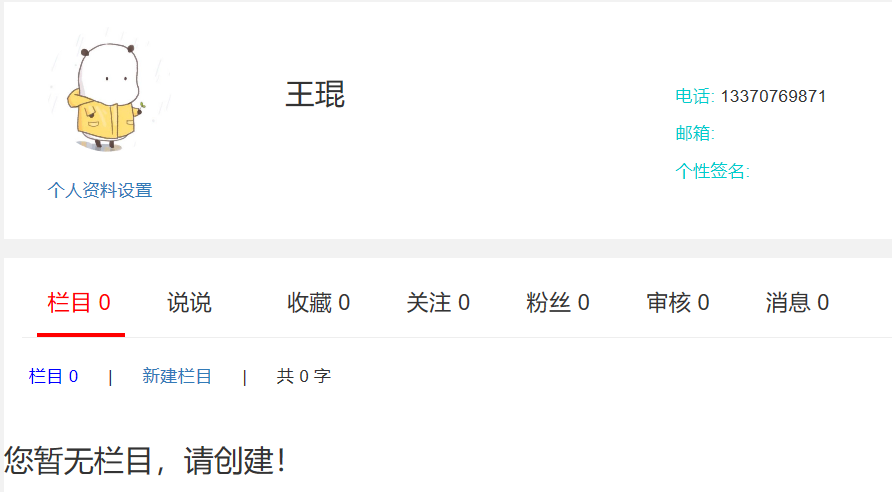 王琨
电话: 13370769871
邮箱:
个性签名:
个人资料设置
栏目 0 说说 收藏 0 关注 0 粉丝 0 审核 0 消息 0
栏目 0 | 新建栏目 | 共 0 字
您暂无栏目，请创建！